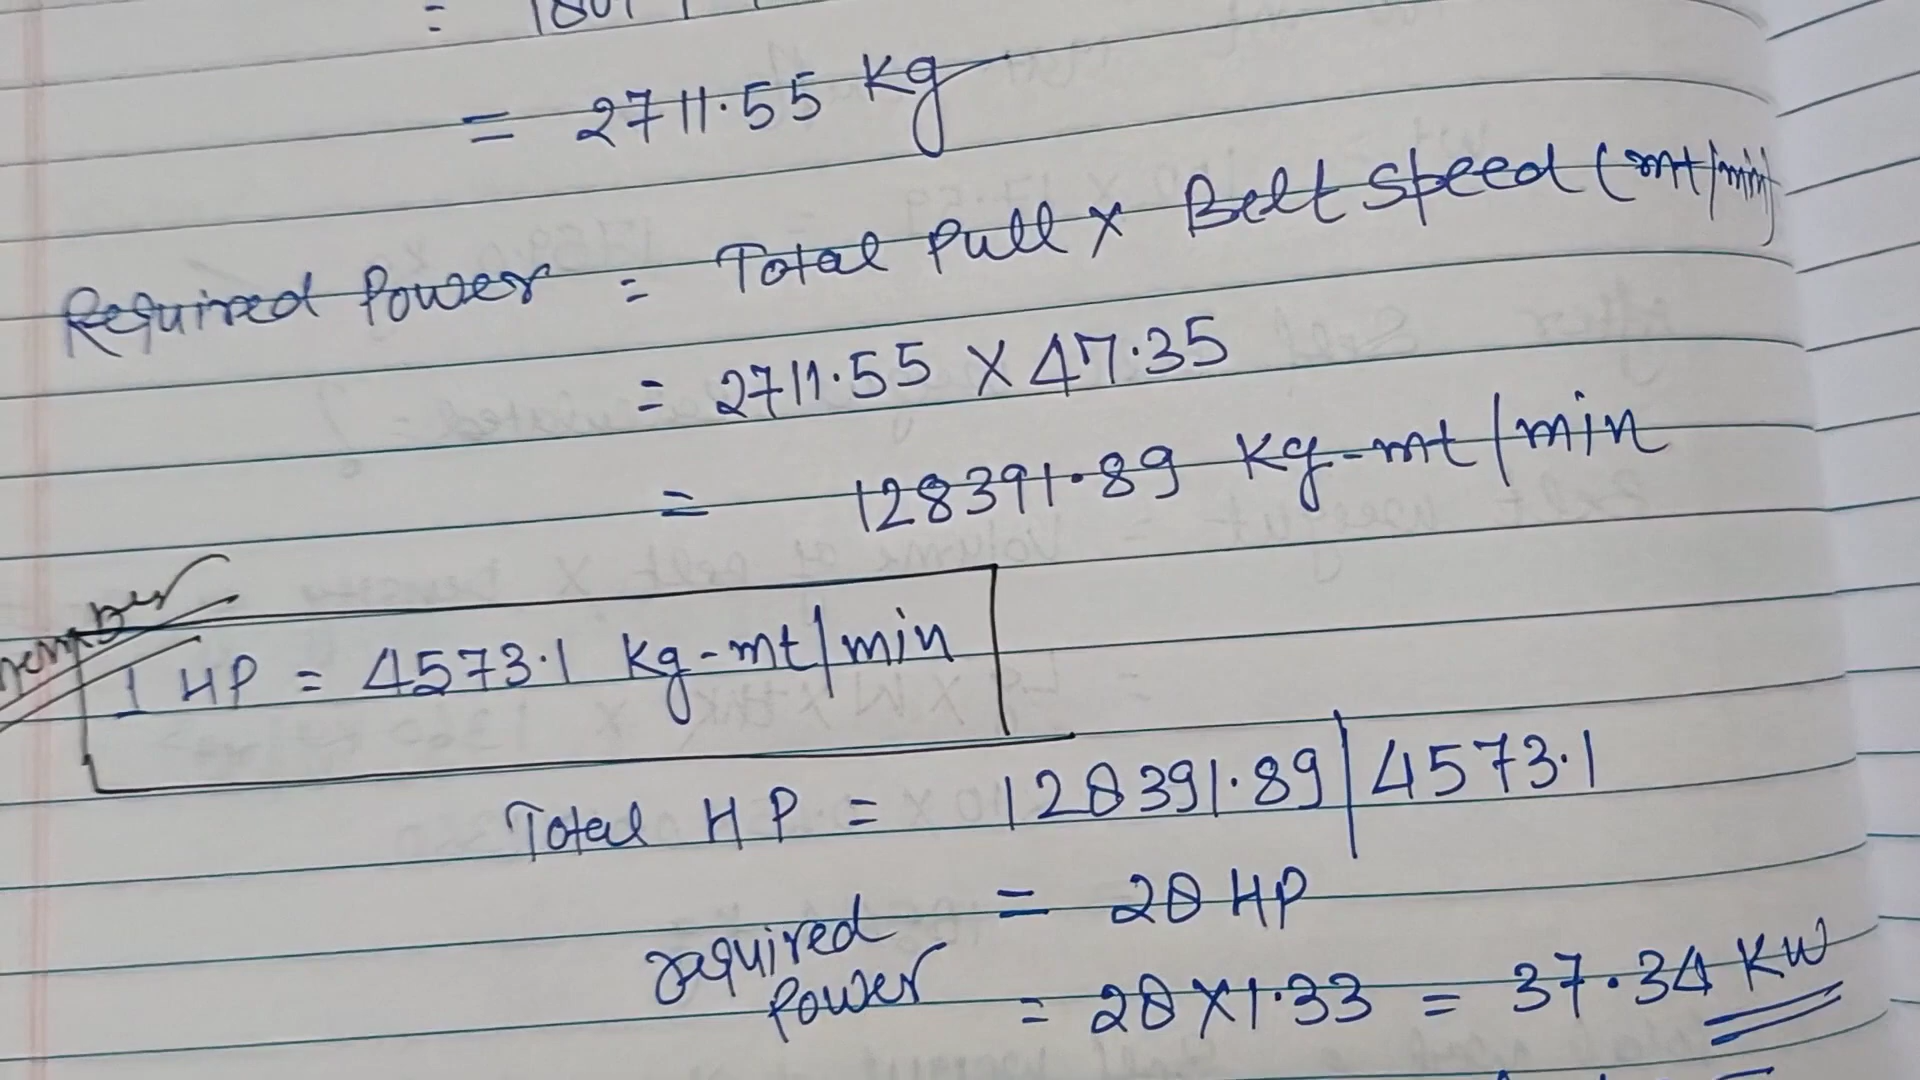 = 2711.55 Kg
Required Power = Total Pull x Belt Speed (mt/min)
= 2711.55 X 47.35
= 128391.89 Kg-mt/min
1 HP = 4573.1 Kg-mt/min
Total HP = 128391.89/4573.1
= 28 HP
required Power = 28 X 1.33 = 37.34 KW